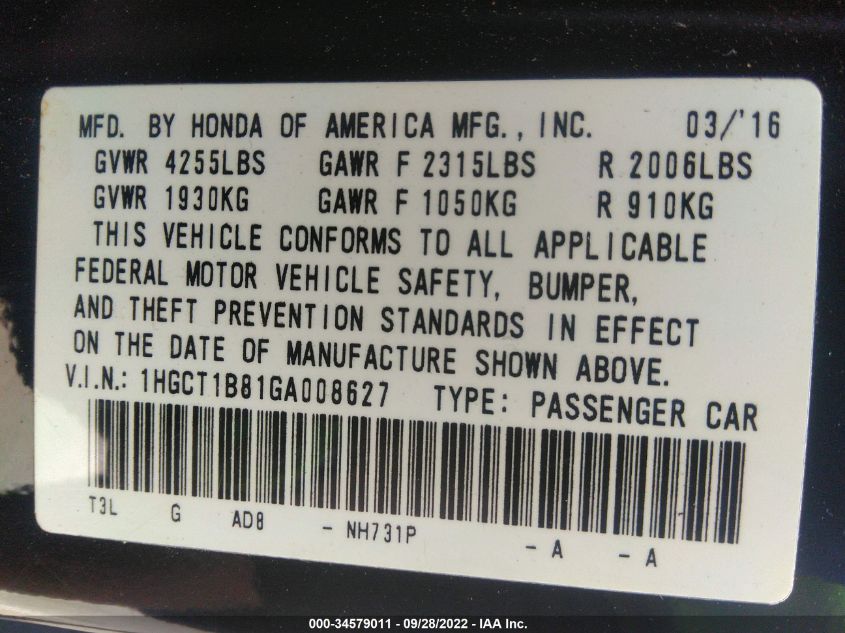 MFD. BY HONDA OF AMERICA MFG., INC. 03/'16
GVWR 4255LBS GAWR F 2315LBS R 2006LBS
GVWR 1930KG GAWR F 1050KG R 910KG
THIS VEHICLE CONFORMS TO ALL APPLICABLE
FEDERAL MOTOR VEHICLE SAFETY, BUMPER,
AND THEFT PREVENTION STANDARDS IN EFFECT
ON THE DATE OF MANUFACTURE SHOWN ABOVE.
V.I.N.: 1HGCT1B81GA008627 TYPE: PASSENGER CAR
T3L G AD8 - NH731P - A - A
000-34579011 - 09/28/2022 - IAA Inc.